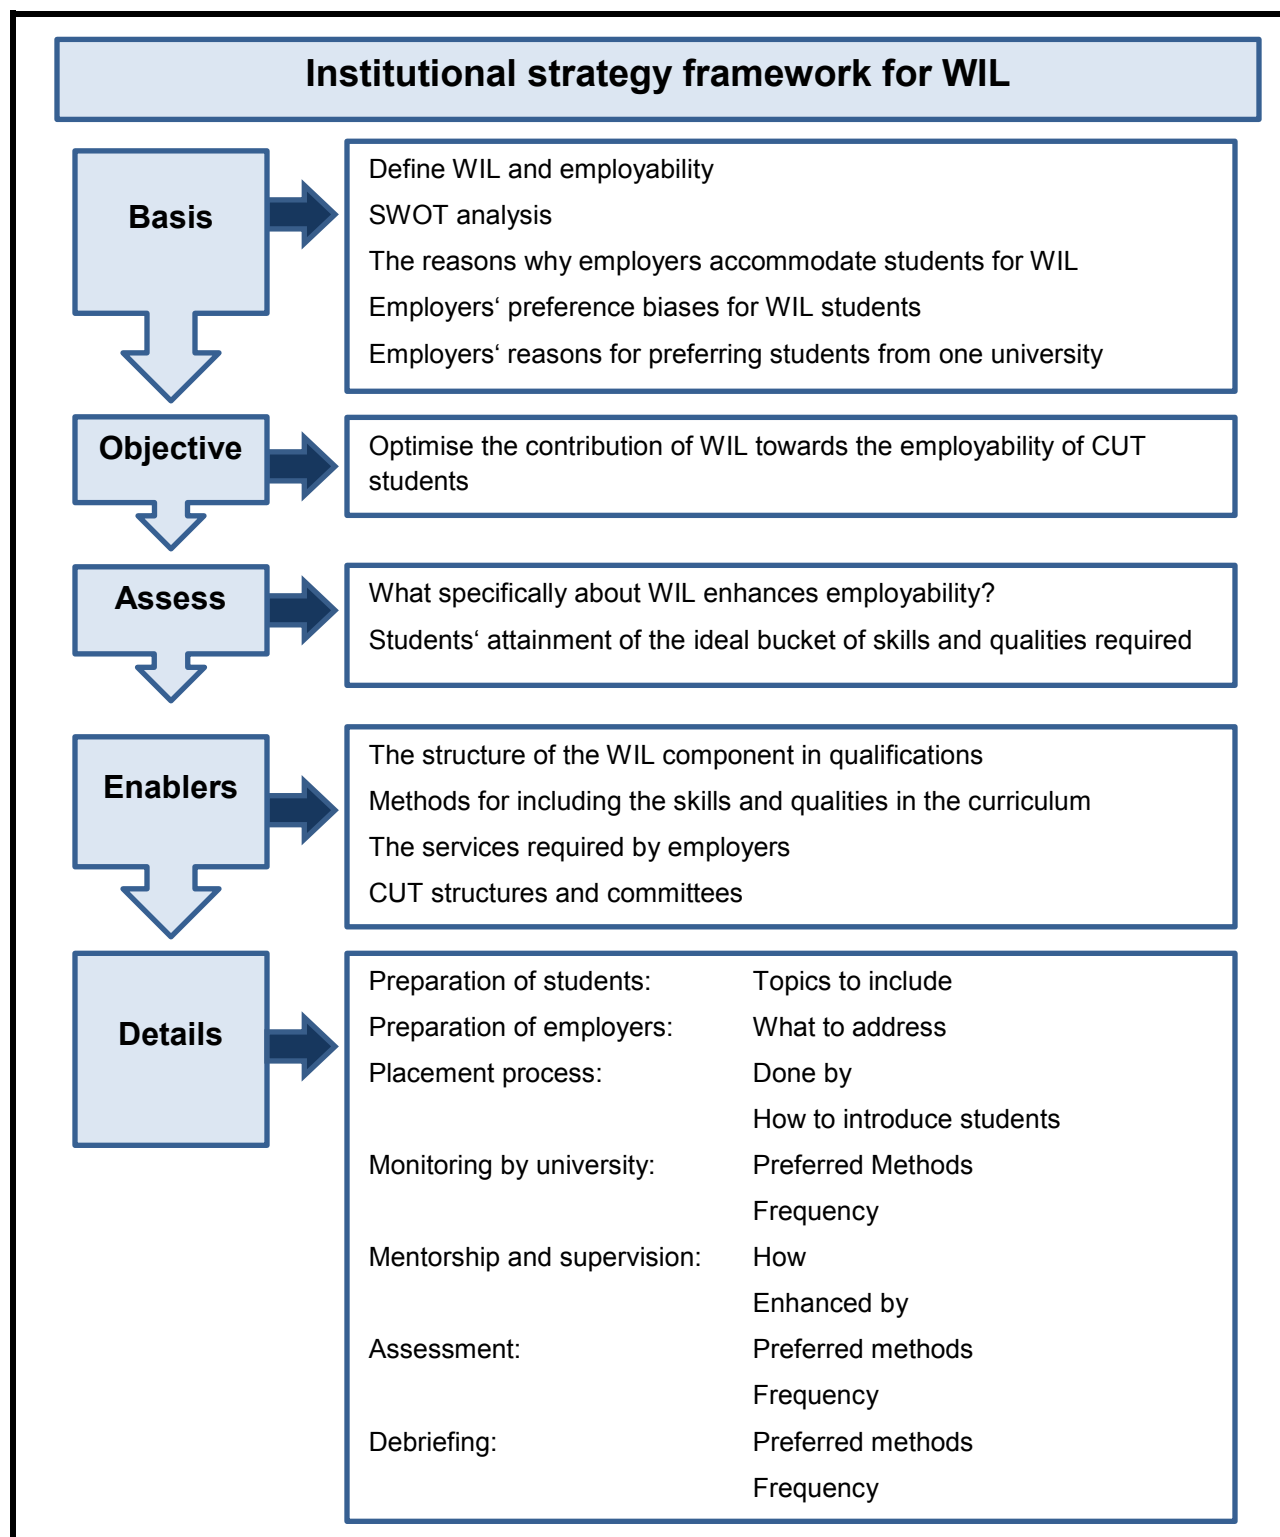 Institutional strategy framework for WIL
Basis
Define WIL and employability
SWOT analysis
The reasons why employers accommodate students for WIL
Employers‘ preference biases for WIL students
Employers‘ reasons for preferring students from one university
Objective
Optimise the contribution of WIL towards the employability of CUT
students
Assess
What specifically about WIL enhances employability?
Students‘ attainment of the ideal bucket of skills and qualities required
Enablers
The structure of the WIL component in qualifications
Methods for including the skills and qualities in the curriculum
The services required by employers
CUT structures and committees
Details
Preparation of students: Topics to include
Preparation of employers: What to address
Placement process: Done by
How to introduce students
Monitoring by university: Preferred Methods
Frequency
Mentorship and supervision: How
Enhanced by
Assessment: Preferred methods
Frequency
Debriefing: Preferred methods
Frequency